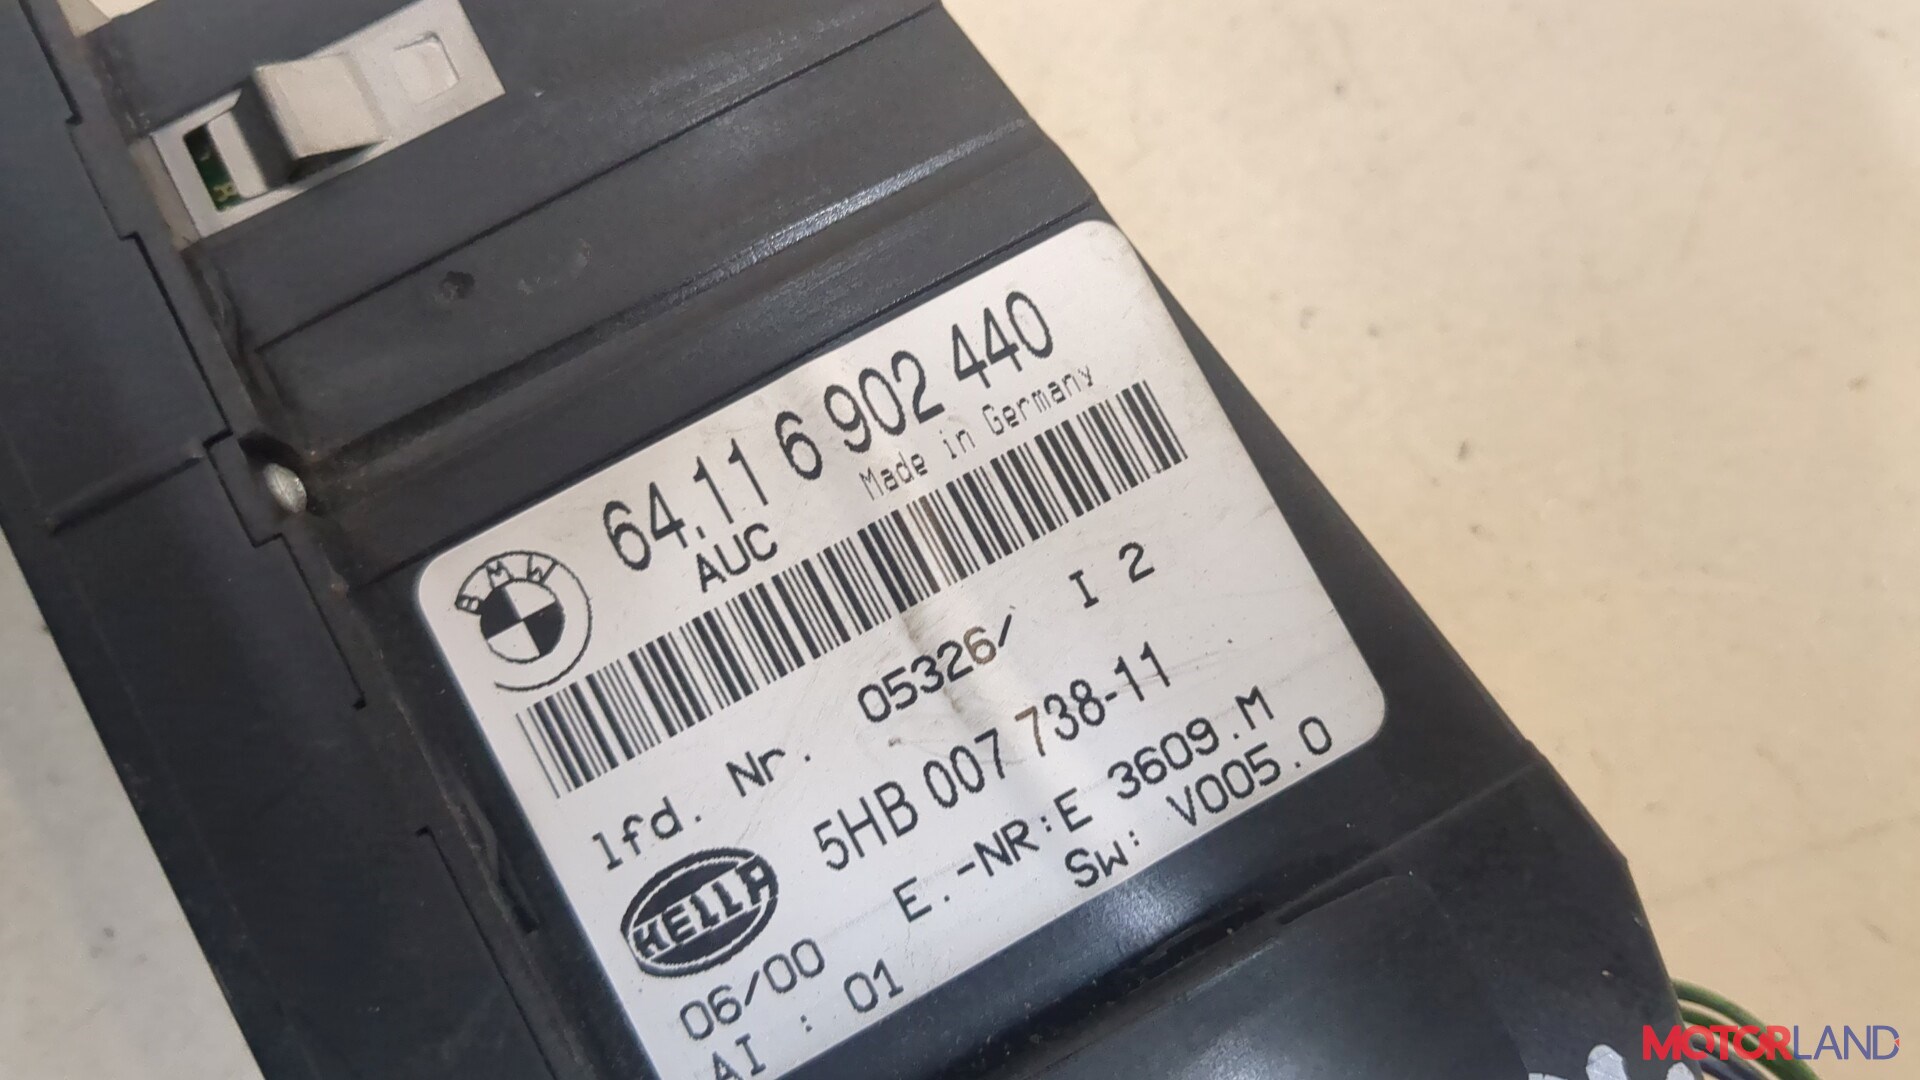 64.11 6 902 440
Made in Germany
AUC
BMW
lfd. Nr. 05326/ I 2
HELLA 5HB 007 738-11
E.-NR:E 3609.M
06/00 SW: V005.0
AI : 01
MOTORLAND